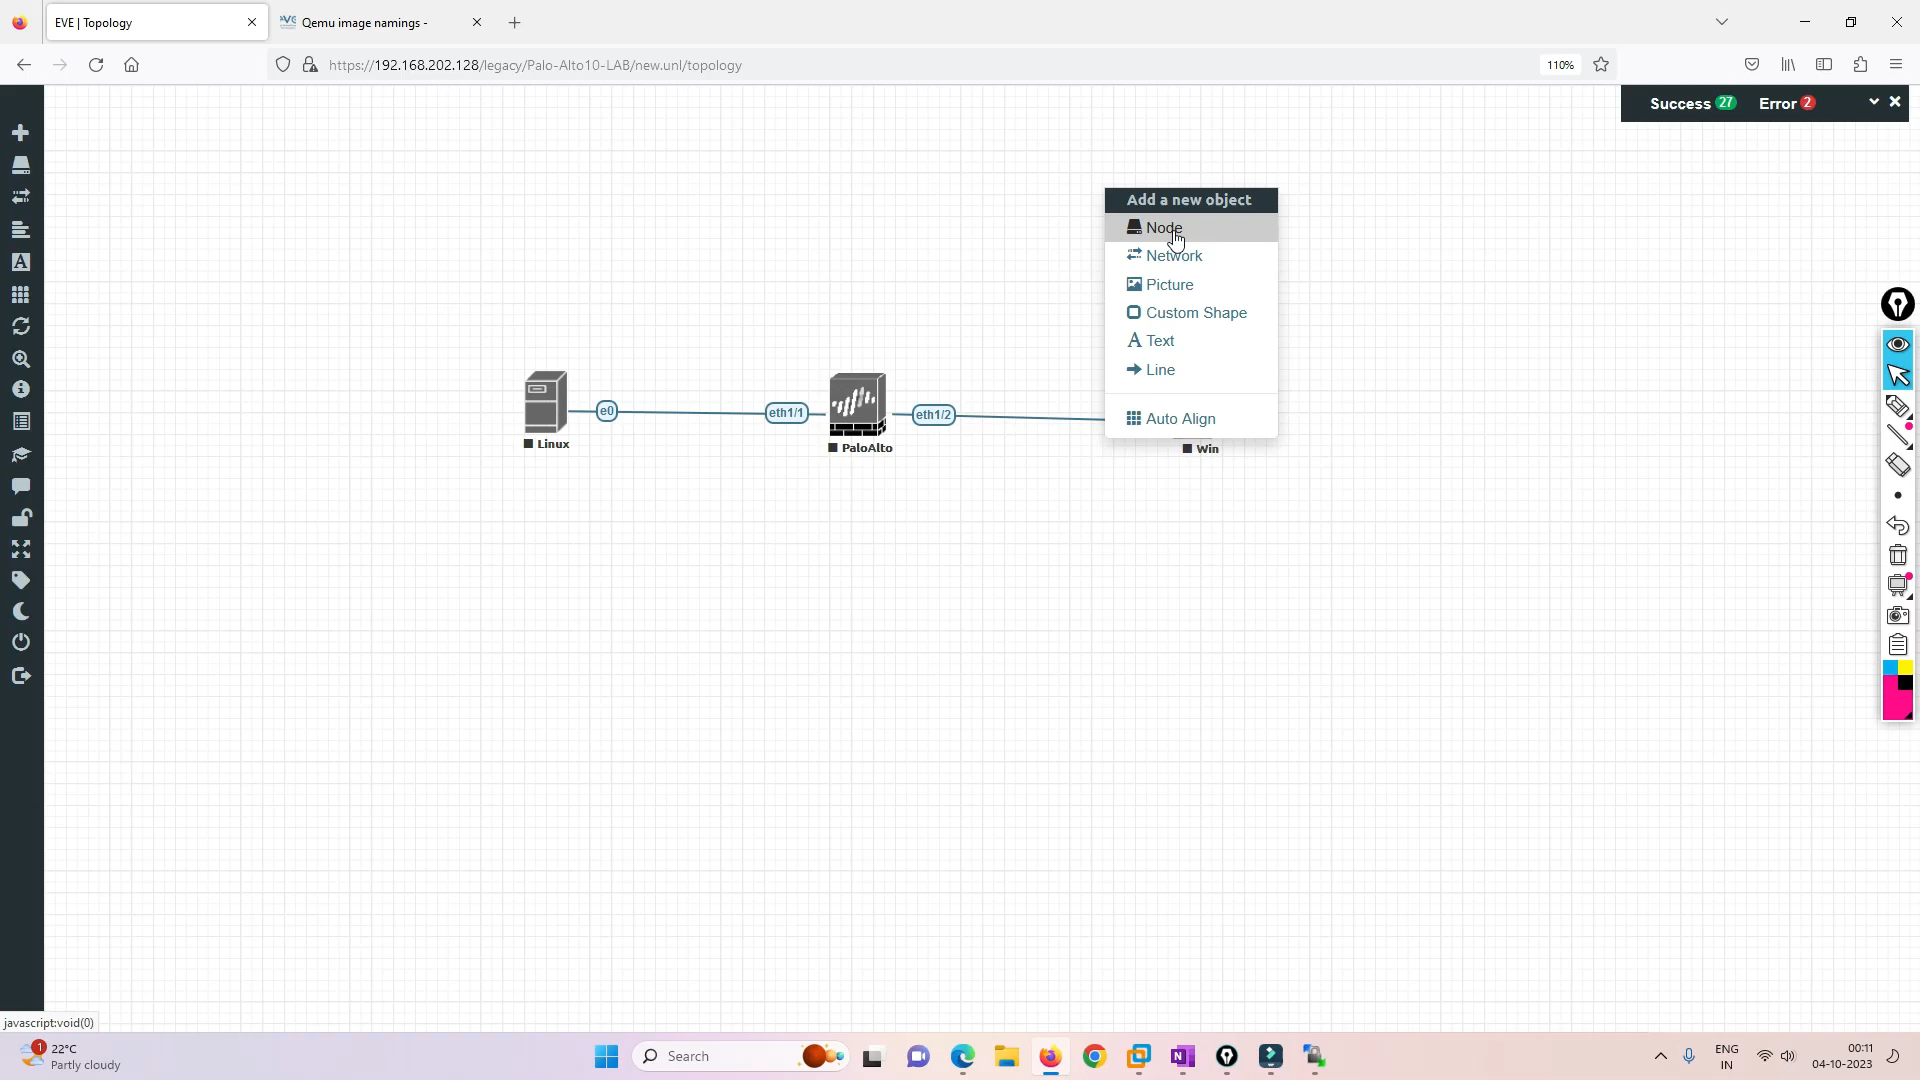 EVE | Topology
Qemu image namings -
https://192.168.202.128/legacy/Palo-Alto10-LAB/new.unl/topology
110%
Success 27 Error 2
Add a new object
Node
Network
Picture
Custom Shape
Text
Line
Auto Align
e0
eth1/1
eth1/2
Linux
PaloAlto
Win
javascript:void(0)
1
22°C
Partly cloudy
Search
ENG
IN
00:11
04-10-2023